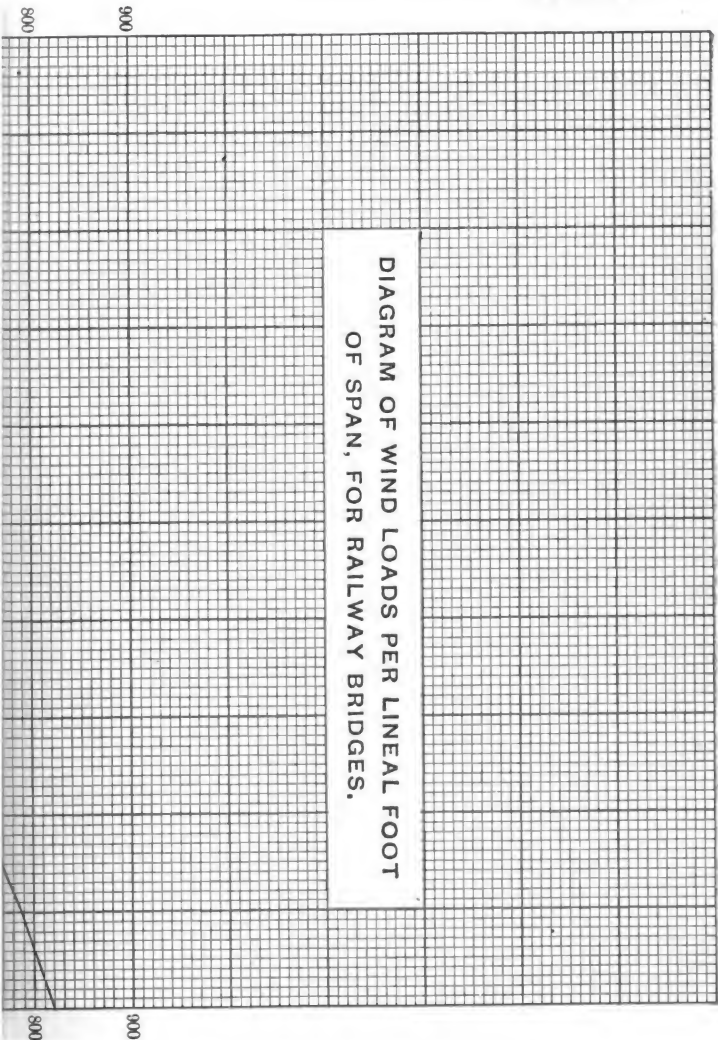 800
900
DIAGRAM OF WIND LOADS PER LINEAL FOOT
OF SPAN, FOR RAILWAY BRIDGES.
800
900